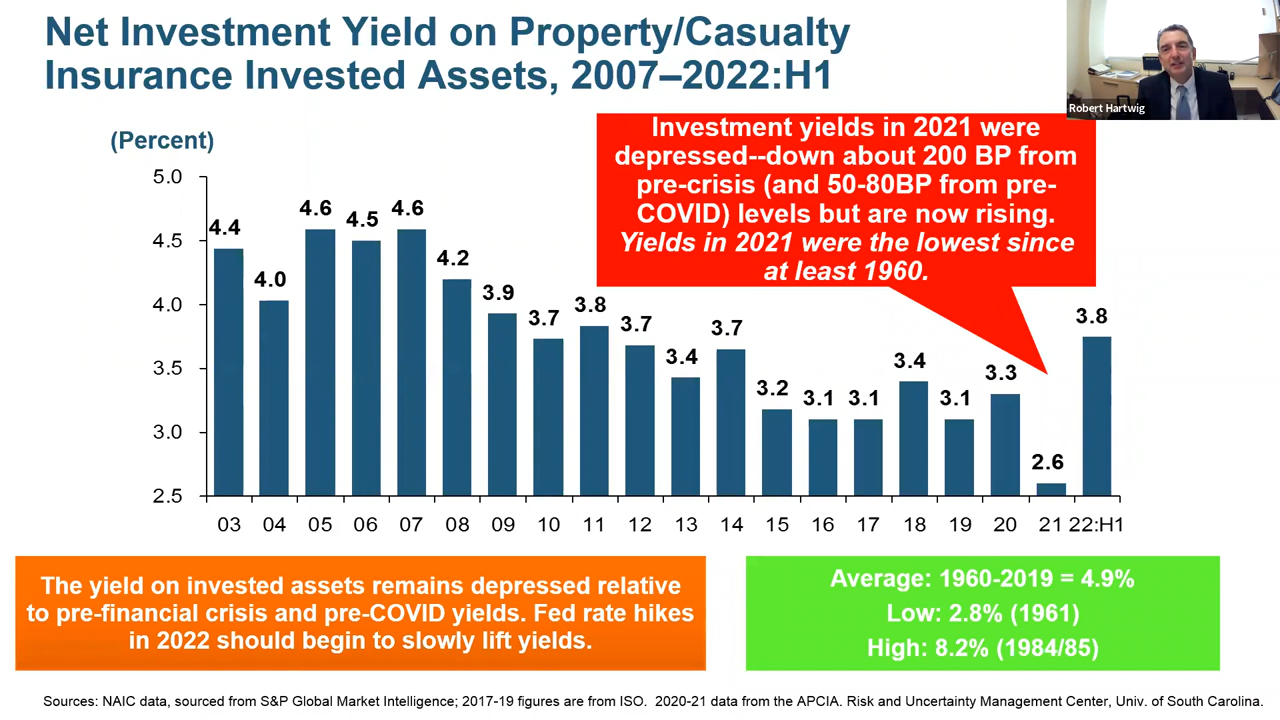 Net Investment Yield on Property/Casualty
Insurance Invested Assets, 2007–2022:H1
Robert Hartwig
(Percent)
Investment yields in 2021 were
depressed--down about 200 BP from
pre-crisis (and 50-80BP from pre-
COVID) levels but are now rising.
Yields in 2021 were the lowest since
at least 1960.
5.0
4.5
4.0
3.5
3.0
2.5
4.4
4.0
4.6
4.5
4.6
4.2
3.9
3.7
3.8
3.7
3.4
3.7
3.2
3.1
3.1
3.4
3.1
3.3
2.6
3.8
03 04 05 06 07 08 09 10 11 12 13 14 15 16 17 18 19 20 21 22:H1
The yield on invested assets remains depressed relative
to pre-financial crisis and pre-COVID yields. Fed rate hikes
in 2022 should begin to slowly lift yields.
Average: 1960-2019 = 4.9%
Low: 2.8% (1961)
High: 8.2% (1984/85)
Sources: NAIC data, sourced from S&P Global Market Intelligence; 2017-19 figures are from ISO. 2020-21 data from the APCIA. Risk and Uncertainty Management Center, Univ. of South Carolina.